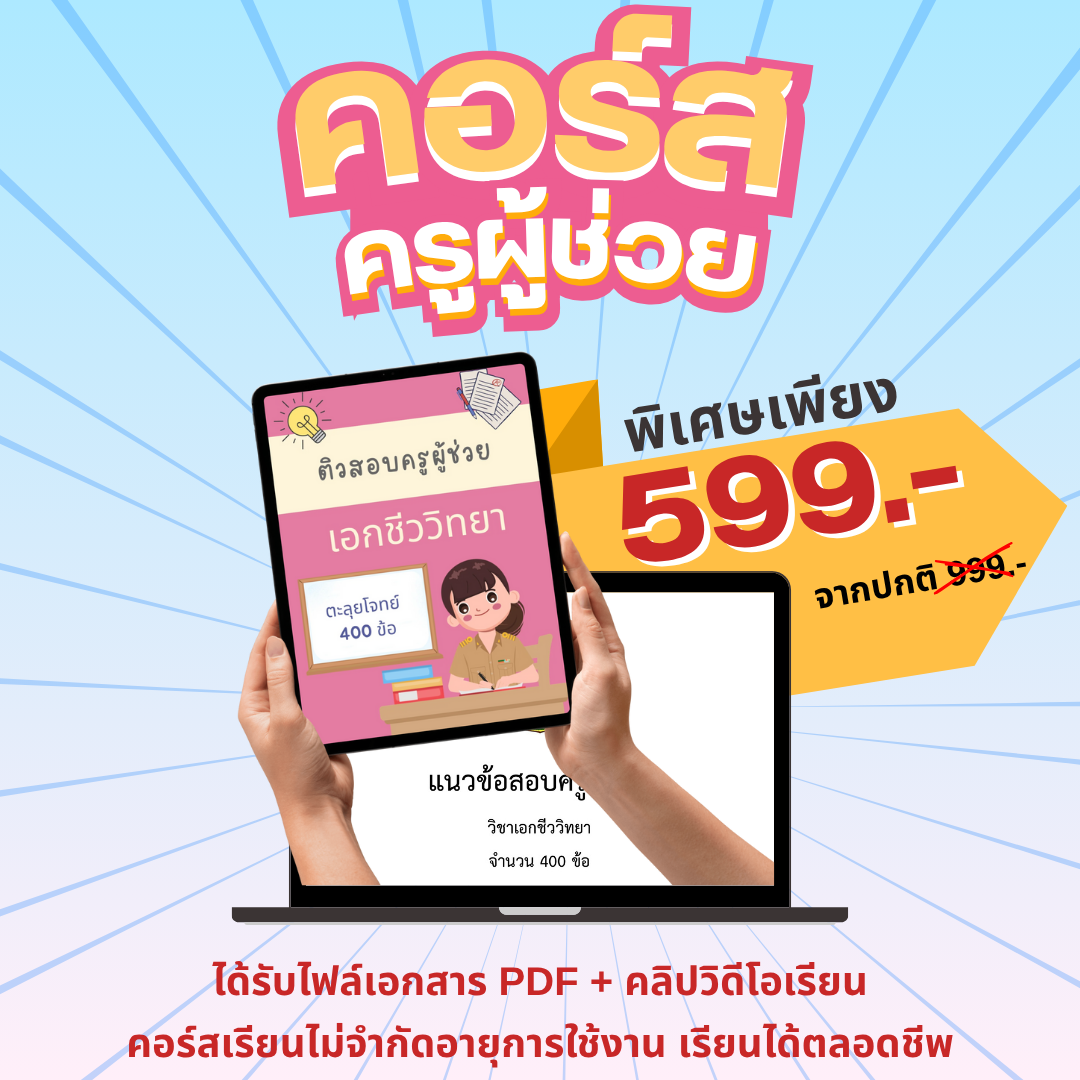 คอร์ส
ครูผู้ช่วย
พิเศษเพียง
599.-
จากปกติ 999.-
ติวสอบครูผู้ช่วย
เอกชีววิทยา
ตะลุยโจทย์
400 ข้อ
แนวข้อสอบครู
วิชาเอกชีววิทยา
จำนวน 400 ข้อ
ได้รับไฟล์เอกสาร PDF + คลิปวิดีโอเรียน
คอร์สเรียนไม่จำกัดอายุการใช้งาน เรียนได้ตลอดชีพ